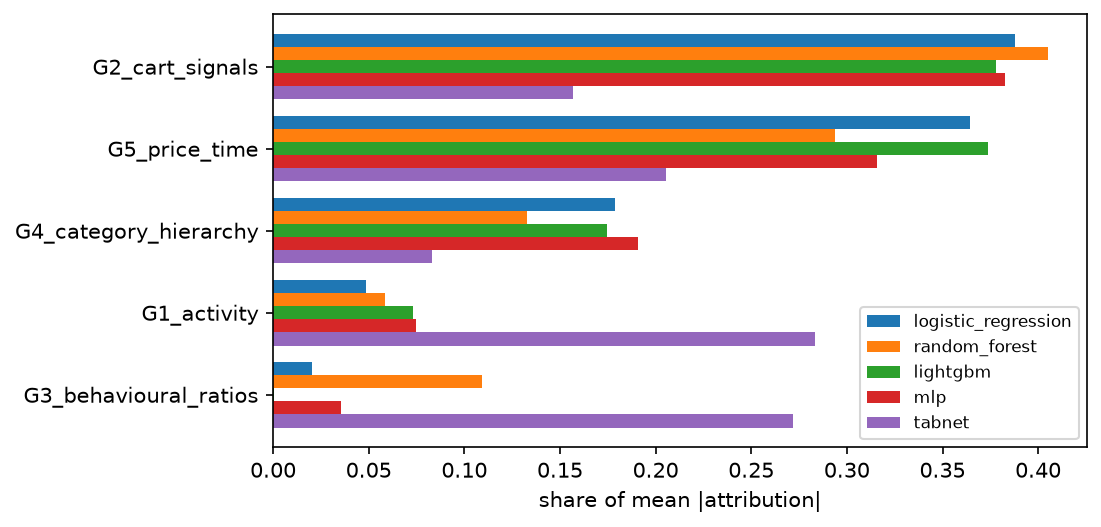 G2_cart_signals
G5_price_time
G4_category_hierarchy
G1_activity
G3_behavioural_ratios
logistic_regression
random_forest
lightgbm
mlp
tabnet
0.00 0.05 0.10 0.15 0.20 0.25 0.30 0.35 0.40
share of mean |attribution|